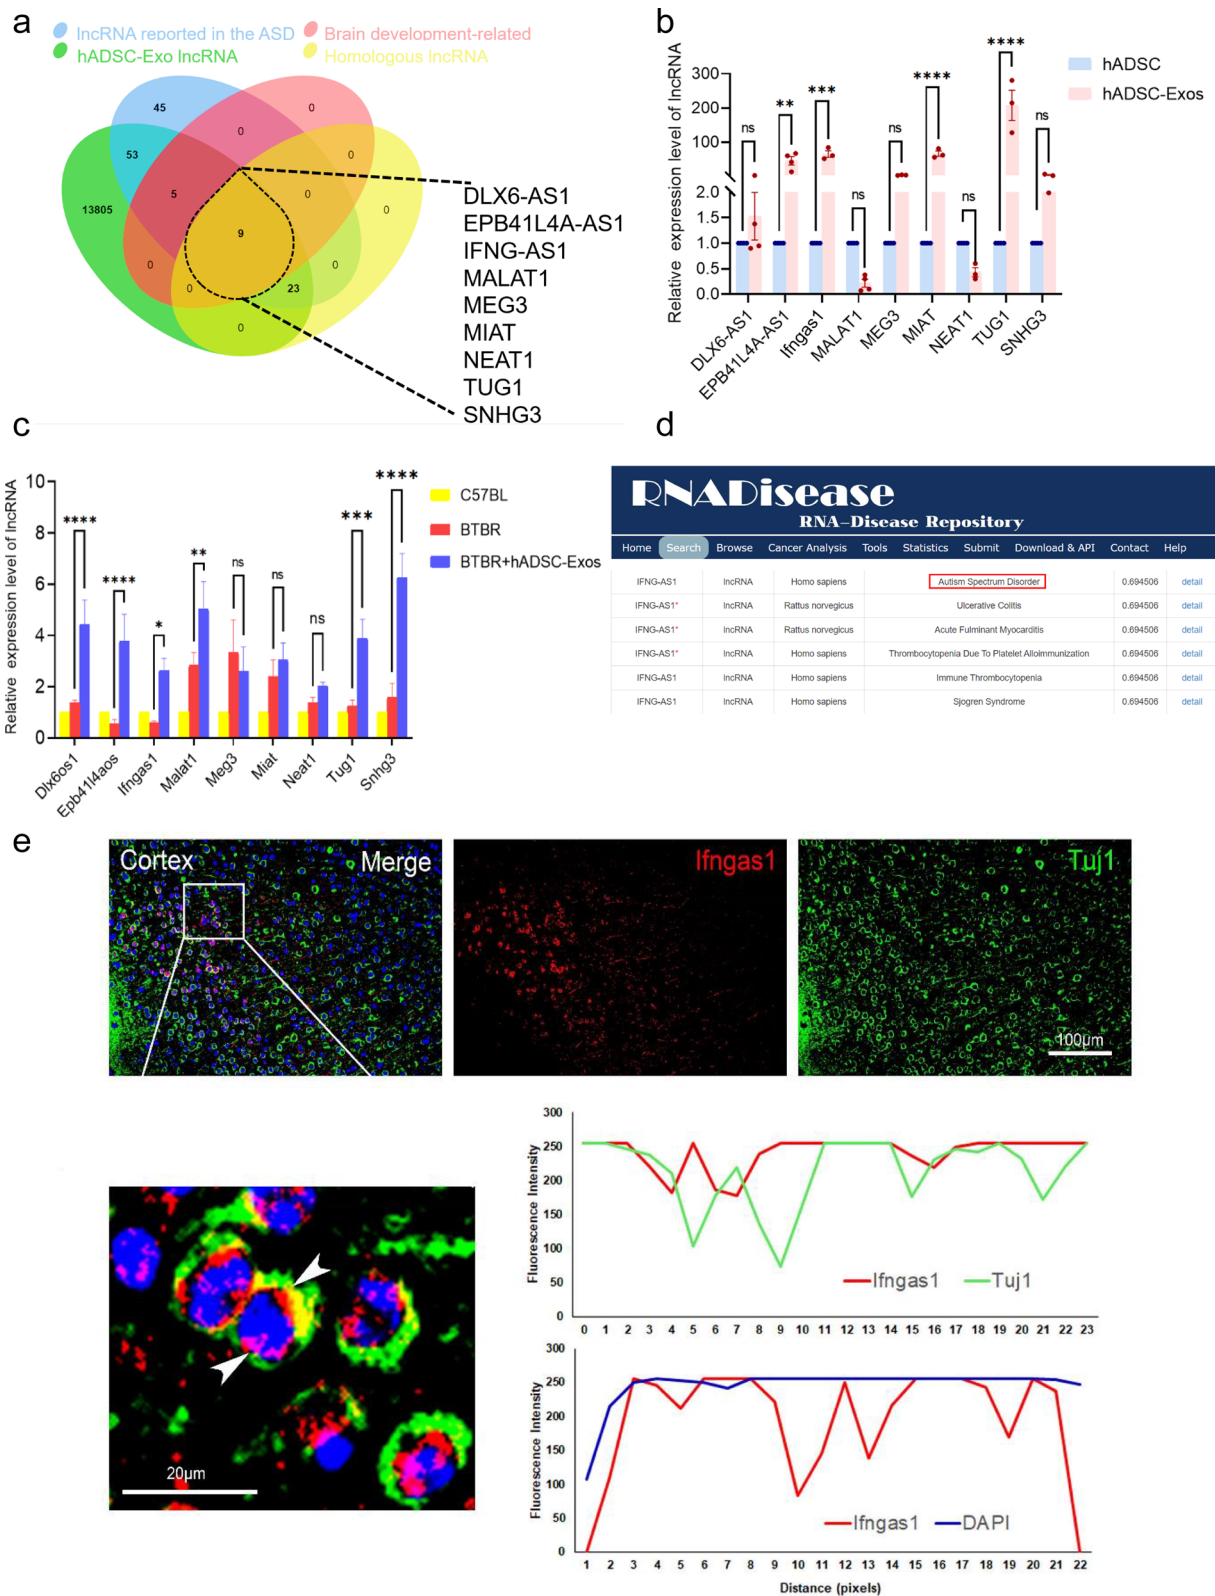 a
lncRNA reported in the ASD
Brain development-related
hADSC-Exo lncRNA
Homologous lncRNA
45
0
0
53
0
0
5
0
13805
9
0
0
23
0
DLX6-AS1
EPB41L4A-AS1
IFNG-AS1
MALAT1
MEG3
MIAT
NEAT1
TUG1
SNHG3
b
Relative expression level of lncRNA
300
200
100
2.0
1.5
1.0
0.5
0.0
ns
**
***
ns
ns
****
ns
****
ns
hADSC
hADSC-Exos
DLX6-AS1
EPB41L4A-AS1
Ifngas1
MALAT1
MEG3
MIAT
NEAT1
TUG1
SNHG3
c
Relative expression level of lncRNA
10
8
6
4
2
0
****
****
*
**
ns
ns
ns
***
****
C57BL
BTBR
BTBR+hADSC-Exos
Dlx6os1
Epb41l4aos
Ifngas1
Malat1
Meg3
Miat
Neat1
Tug1
Snhg3
d
RNADisease
RNA-Disease Repository
Home Search Browse Cancer Analysis Tools Statistics Submit Download & API Contact Help
IFNG-AS1 lncRNA Homo sapiens Autism Spectrum Disorder 0.694506 detail
IFNG-AS1* lncRNA Rattus norvegicus Ulcerative Colitis 0.694506 detail
IFNG-AS1* lncRNA Rattus norvegicus Acute Fulminant Myocarditis 0.694506 detail
IFNG-AS1* lncRNA Homo sapiens Thrombocytopenia Due To Platelet Alloimmunization 0.694506 detail
IFNG-AS1 lncRNA Homo sapiens Immune Thrombocytopenia 0.694506 detail
IFNG-AS1 lncRNA Homo sapiens Sjogren Syndrome 0.694506 detail
e
Cortex
Merge
Ifngas1
Tuj1
100μm
20μm
Fluorescence Intensity
300
250
200
150
100
50
0
Ifngas1
Tuj1
0 1 2 3 4 5 6 7 8 9 10 11 12 13 14 15 16 17 18 19 20 21 22 23
Fluorescence Intensity
300
250
200
150
100
50
0
Ifngas1
DAPI
1 2 3 4 5 6 7 8 9 10 11 12 13 14 15 16 17 18 19 20 21 22
Distance (pixels)